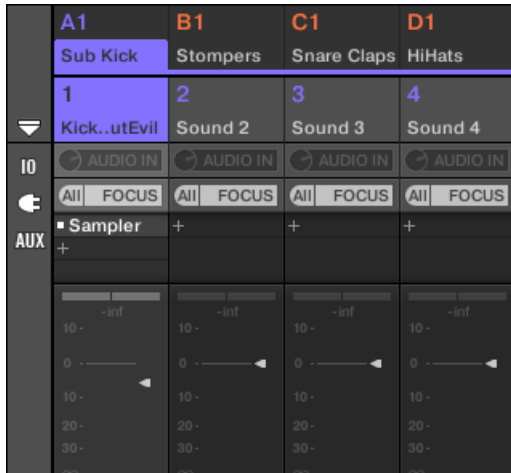 A1 B1 C1 D1
Sub Kick Stompers Snare Claps HiHats
1 2 3 4
Kick..utEvil Sound 2 Sound 3 Sound 4
IO AUDIO IN AUDIO IN AUDIO IN AUDIO IN
All FOCUS All FOCUS All FOCUS All FOCUS
Sampler + + +
AUX +
-inf -inf -inf -inf
10- 10- 10- 10-
0 - 0 - 0 - 0 -
10- 10- 10- 10-
20- 20- 20- 20-
30- 30- 30- 30-